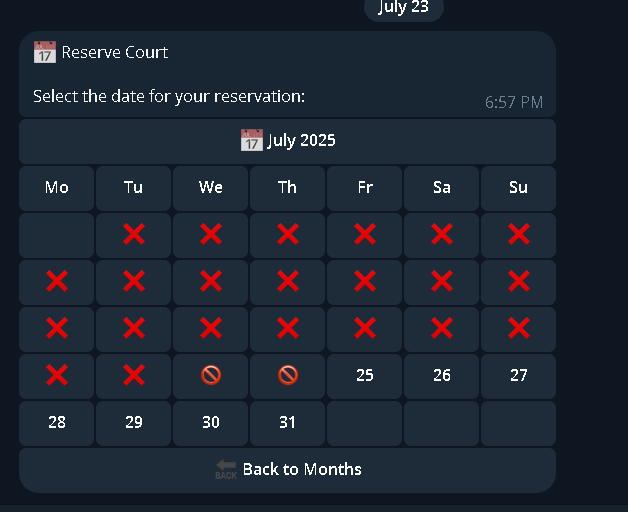 July 23
📅 Reserve Court
Select the date for your reservation:
6:57 PM
📅 July 2025
Mo Tu We Th Fr Sa Su
❌ ❌ ❌ ❌ ❌ ❌
❌ ❌ ❌ ❌ ❌ ❌ ❌
❌ ❌ ❌ ❌ ❌ ❌ ❌
❌ ❌ 🚫 🚫 25 26 27
28 29 30 31
🔙 Back to Months